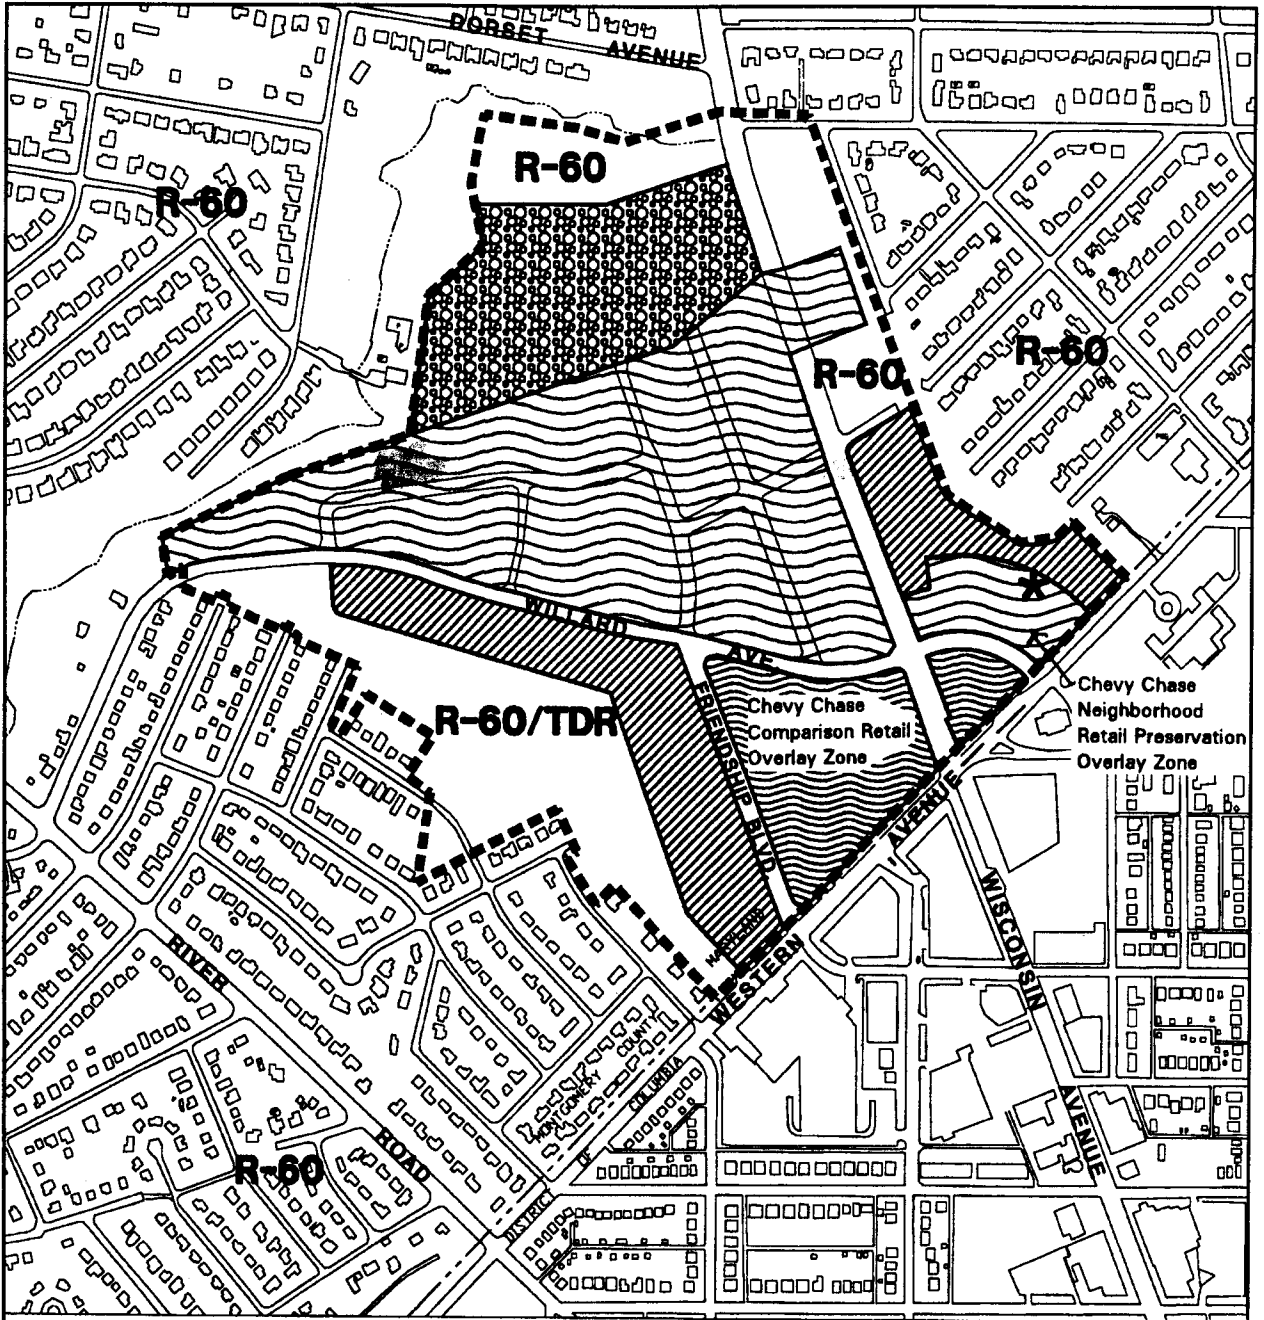 DORSET AVENUE
R-60
R-60
R-60
R-60
WILLARD AVE
Chevy Chase
Comparison Retail
Overlay Zone
Chevy Chase
Neighborhood
Retail Preservation
Overlay Zone
R-60/TDR
FRIENDSHIP BLVD
WESTERN AVENUE
MARYLAND
WISCONSIN AVENUE
RIVER ROAD
MONTGOMERY COUNTY
DISTRICT OF COLUMBIA
R-60